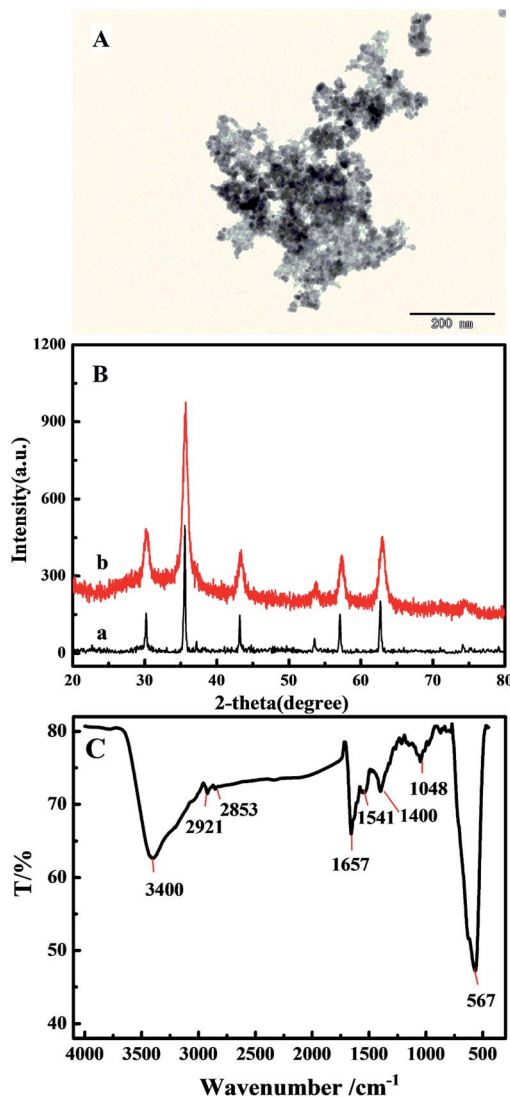 A
200 nm
1200
900
600
300
0
Intensity(a.u.)
B
b
a
20 30 40 50 60 70 80
2-theta(degree)
80
70
60
50
40
T/%
C
2921
2853
3400
1657
1541
1400
1048
567
4000 3500 3000 2500 2000 1500 1000 500
Wavenumber /cm-1